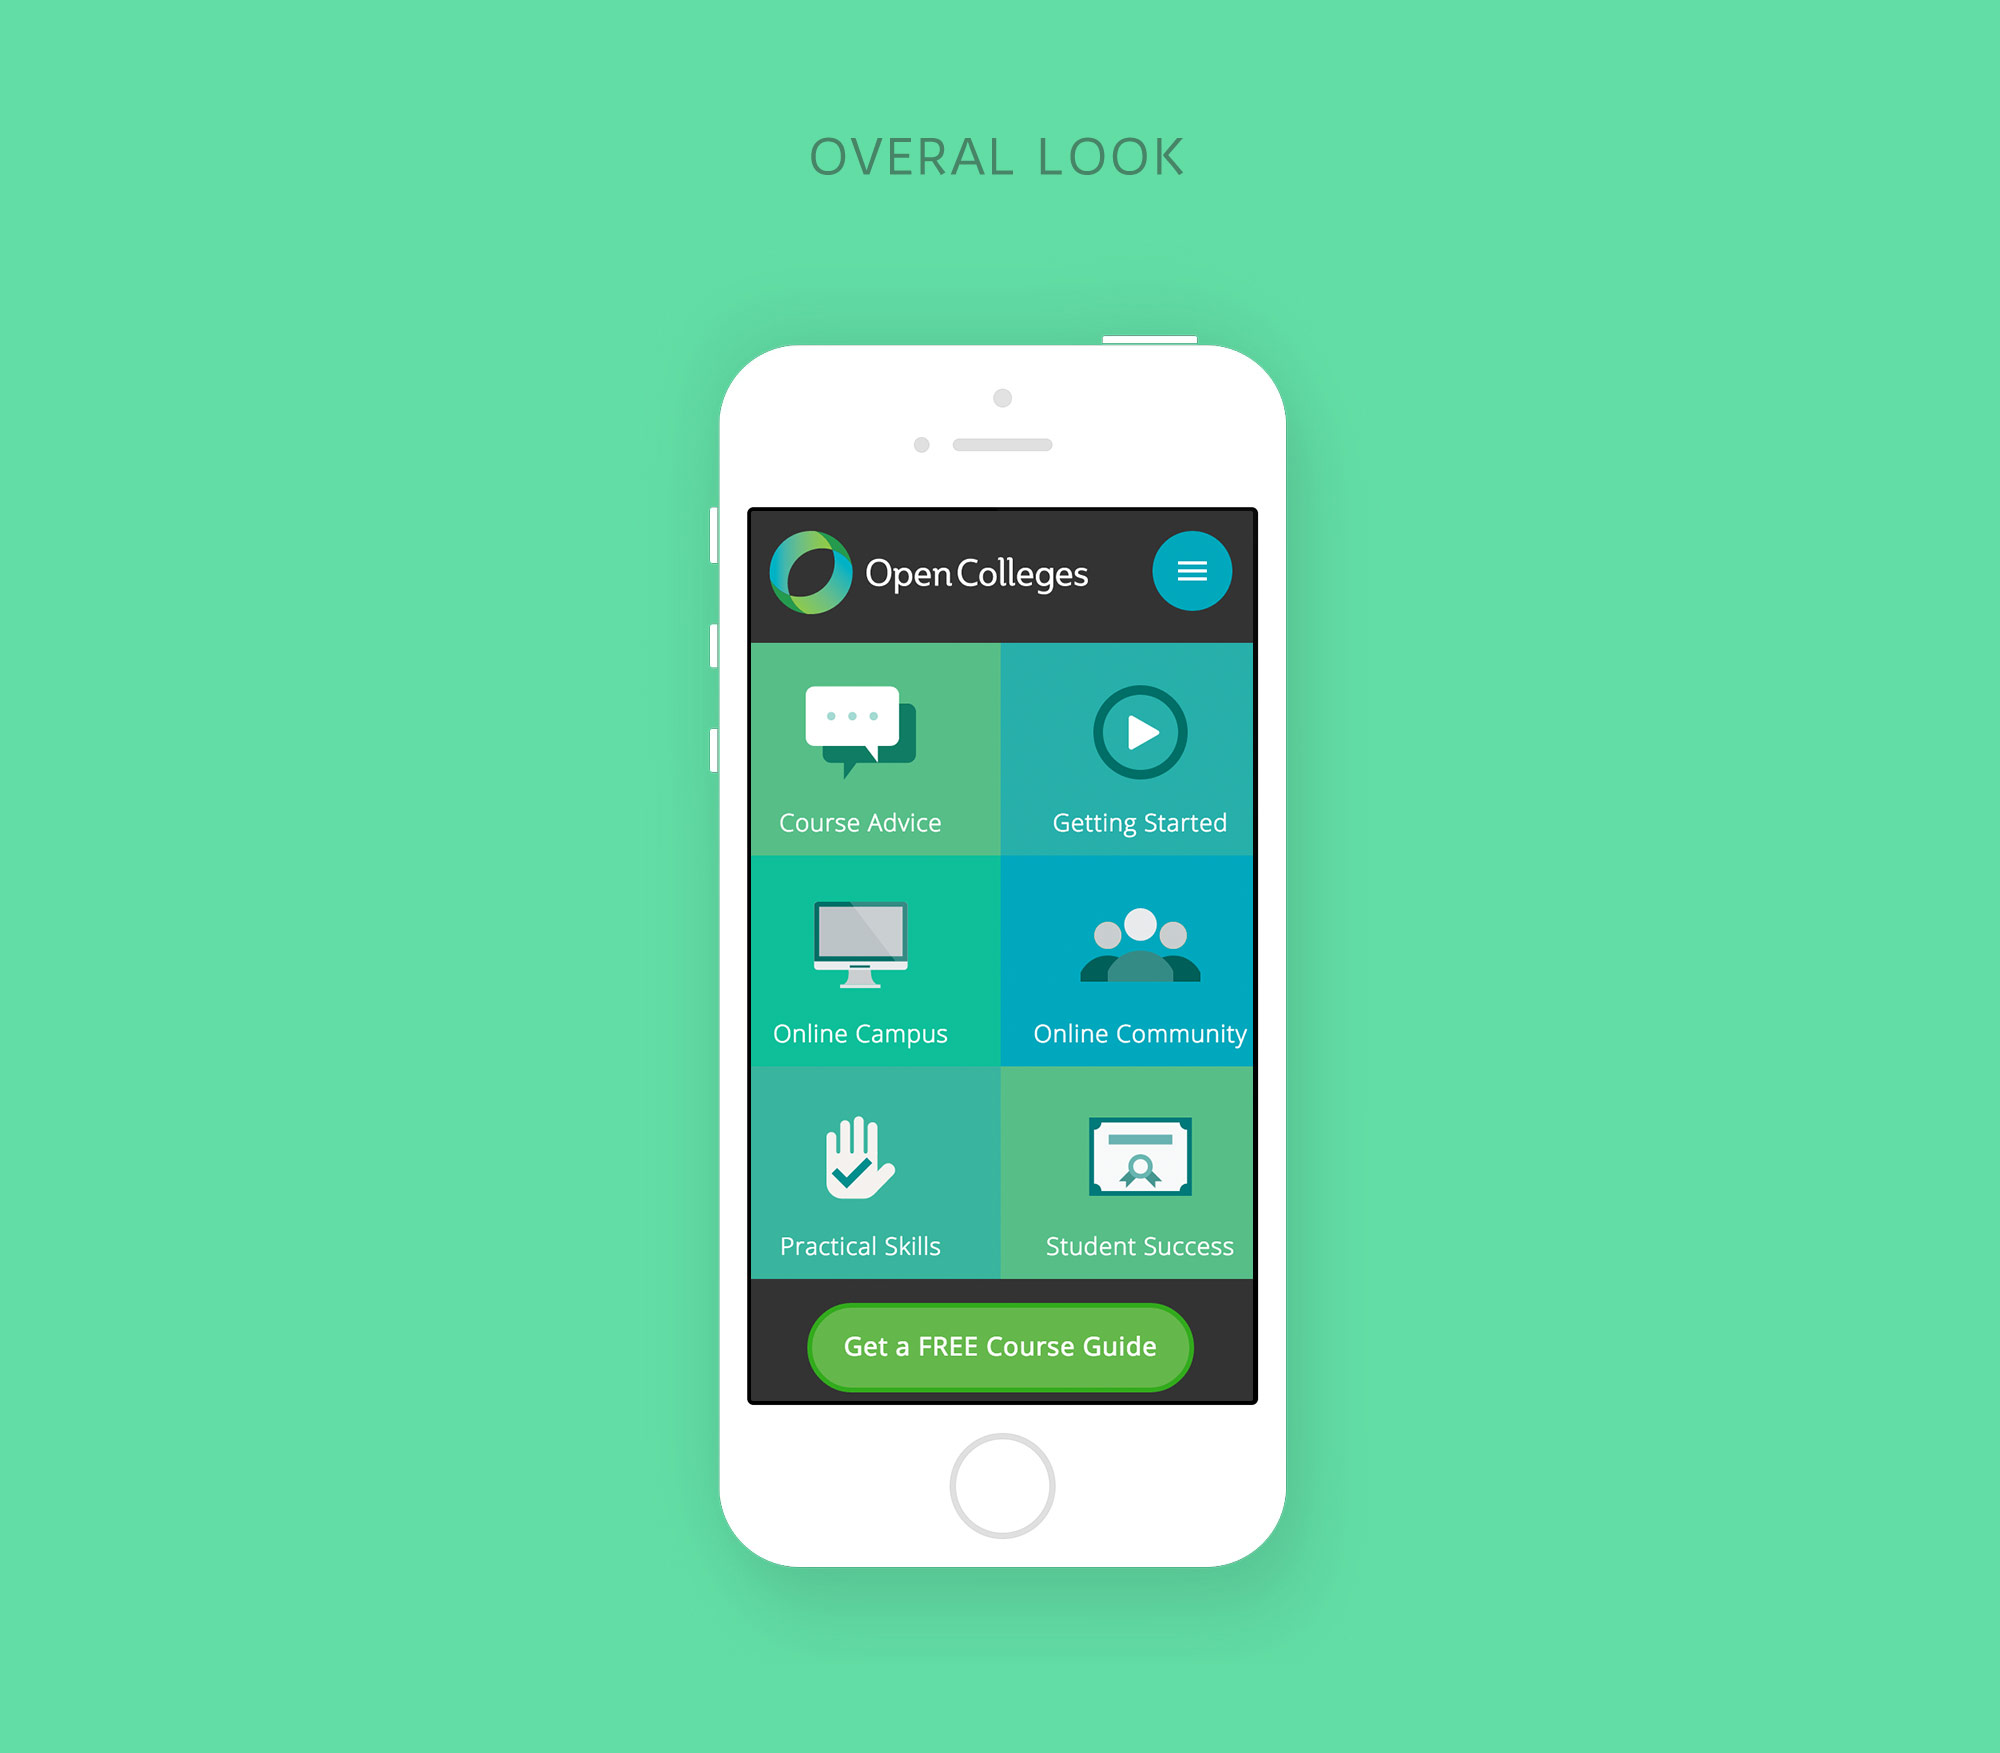 OVERAL LOOK
Open Colleges
Course Advice
Getting Started
Online Campus
Online Community
Practical Skills
Student Success
Get a FREE Course Guide